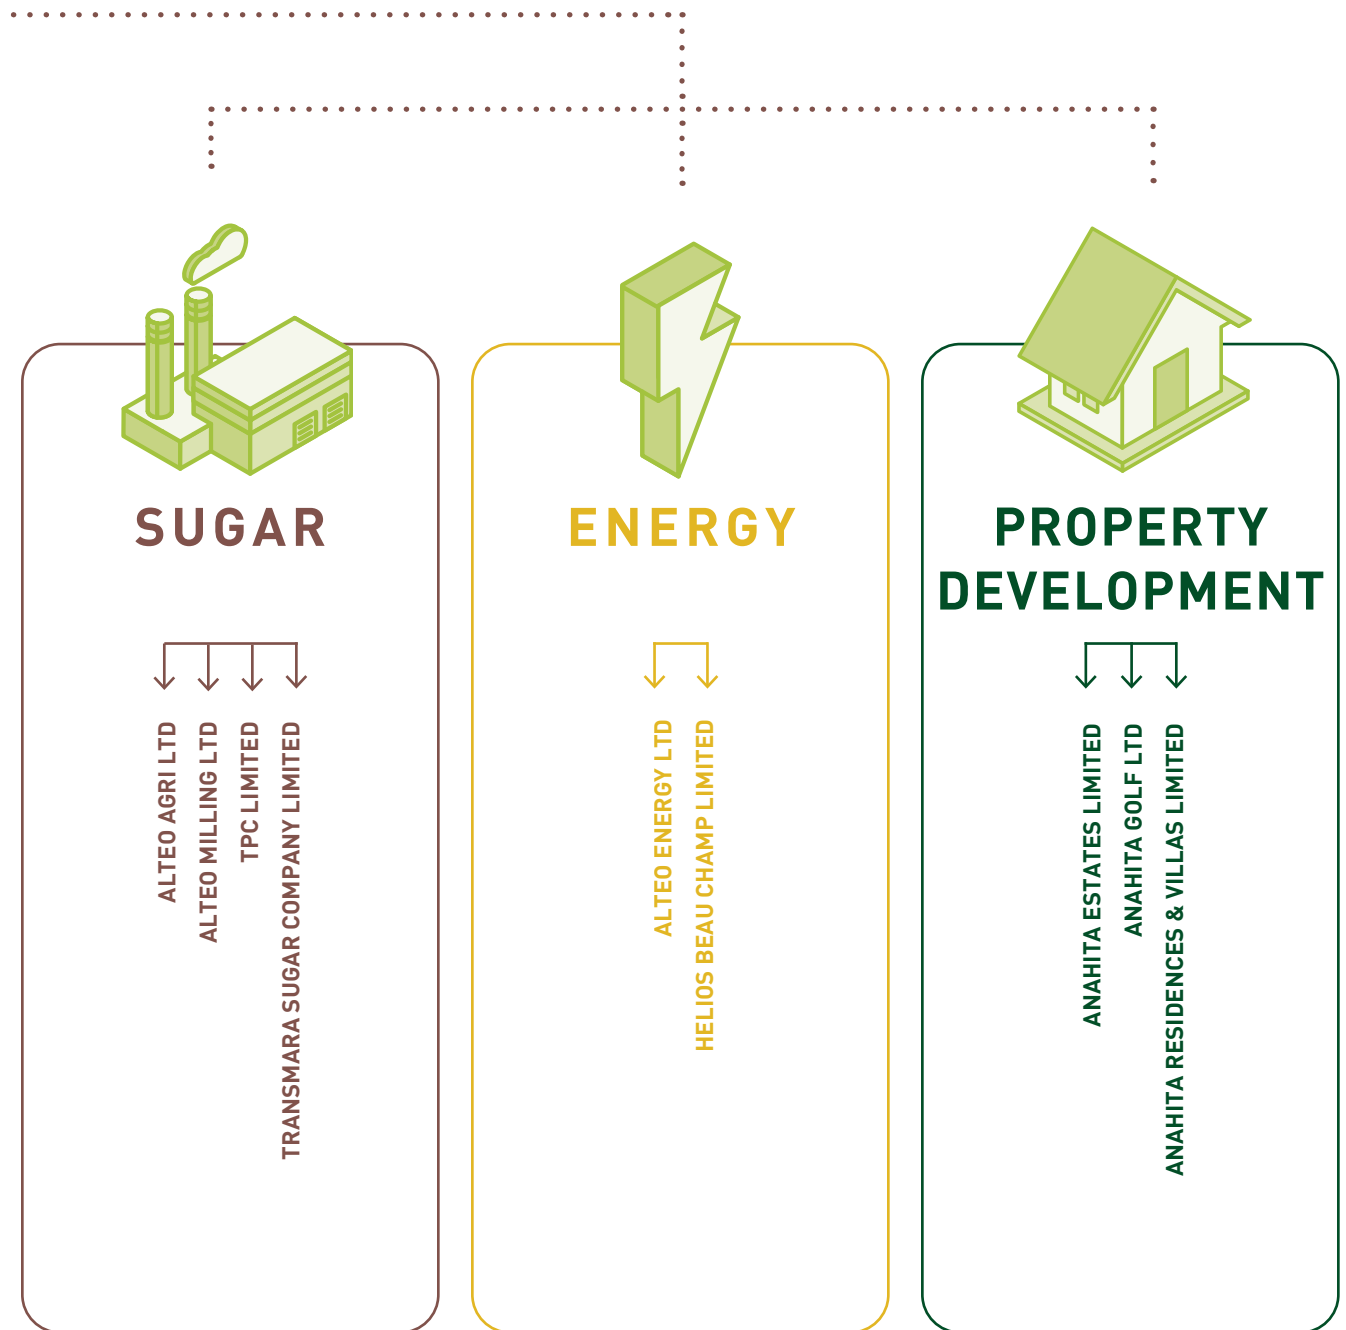 SUGAR
ALTEO AGRI LTD
ALTEO MILLING LTD
TPC LIMITED
TRANSMARA SUGAR COMPANY LIMITED
ENERGY
ALTEO ENERGY LTD
HELIOS BEAU CHAMP LIMITED
PROPERTY
DEVELOPMENT
ANAHITA ESTATES LIMITED
ANAHITA GOLF LTD
ANAHITA RESIDENCES & VILLAS LIMITED